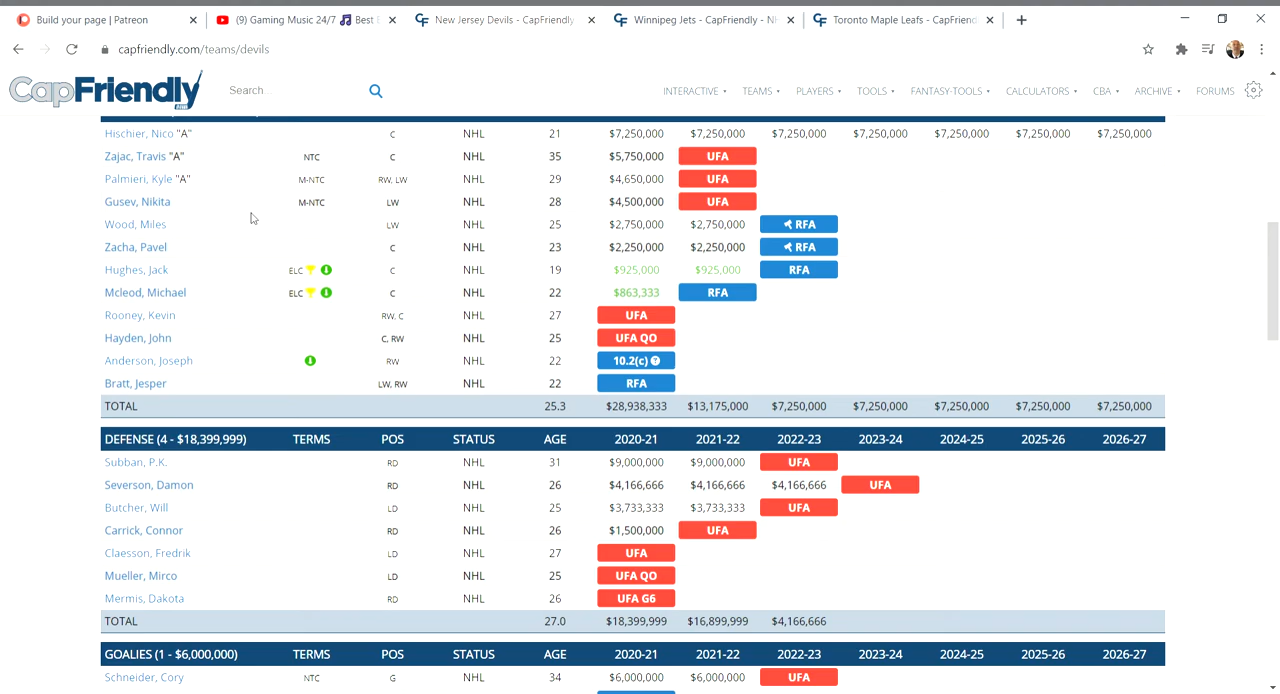 Build your page | Patreon
(9) Gaming Music 24/7 🎵 Best E
New Jersey Devils - CapFriendly
Winnipeg Jets - CapFriendly - NH
Toronto Maple Leafs - CapFriend
capfriendly.com/teams/devils
CapFriendly
Search...
INTERACTIVE TEAMS PLAYERS TOOLS FANTASY-TOOLS CALCULATORS CBA ARCHIVE FORUMS
Hischier, Nico "A" C NHL 21 $7,250,000 $7,250,000 $7,250,000 $7,250,000 $7,250,000 $7,250,000 $7,250,000
Zajac, Travis "A" NTC C NHL 35 $5,750,000 UFA
Palmieri, Kyle "A" M-NTC RW, LW NHL 29 $4,650,000 UFA
Gusev, Nikita M-NTC LW NHL 28 $4,500,000 UFA
Wood, Miles LW NHL 25 $2,750,000 $2,750,000 RFA
Zacha, Pavel C NHL 23 $2,250,000 $2,250,000 RFA
Hughes, Jack ELC C NHL 19 $925,000 $925,000 RFA
Mcleod, Michael ELC C NHL 22 $863,333 RFA
Rooney, Kevin RW, C NHL 27 UFA
Hayden, John C, RW NHL 25 UFA QO
Anderson, Joseph RW NHL 22 10.2(c)
Bratt, Jesper LW, RW NHL 22 RFA
TOTAL 25.3 $28,938,333 $13,175,000 $7,250,000 $7,250,000 $7,250,000 $7,250,000 $7,250,000
DEFENSE (4 - $18,399,999) TERMS POS STATUS AGE 2020-21 2021-22 2022-23 2023-24 2024-25 2025-26 2026-27
Subban, P.K. RD NHL 31 $9,000,000 $9,000,000 UFA
Severson, Damon RD NHL 26 $4,166,666 $4,166,666 $4,166,666 UFA
Butcher, Will LD NHL 25 $3,733,333 $3,733,333 UFA
Carrick, Connor RD NHL 26 $1,500,000 UFA
Claesson, Fredrik LD NHL 27 UFA
Mueller, Mirco LD NHL 25 UFA QO
Mermis, Dakota RD NHL 26 UFA G6
TOTAL 27.0 $18,399,999 $16,899,999 $4,166,666
GOALIES (1 - $6,000,000) TERMS POS STATUS AGE 2020-21 2021-22 2022-23 2023-24 2024-25 2025-26 2026-27
Schneider, Cory NTC G NHL 34 $6,000,000 $6,000,000 UFA